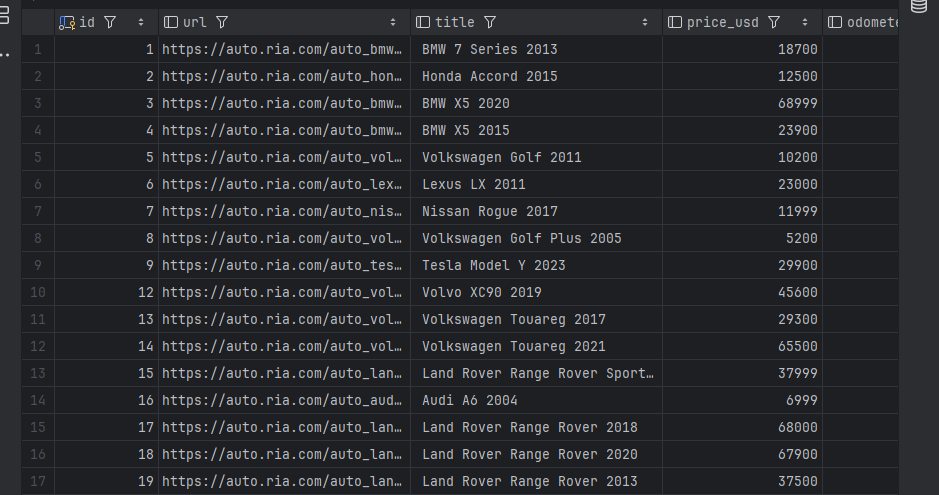 id url title price_usd odomete
1 1 https://auto.ria.com/auto_bmw… BMW 7 Series 2013 18700
2 2 https://auto.ria.com/auto_hon… Honda Accord 2015 12500
3 3 https://auto.ria.com/auto_bmw… BMW X5 2020 68999
4 4 https://auto.ria.com/auto_bmw… BMW X5 2015 23900
5 5 https://auto.ria.com/auto_vol… Volkswagen Golf 2011 10200
6 6 https://auto.ria.com/auto_lex… Lexus LX 2011 23000
7 7 https://auto.ria.com/auto_nis… Nissan Rogue 2017 11999
8 8 https://auto.ria.com/auto_vol… Volkswagen Golf Plus 2005 5200
9 9 https://auto.ria.com/auto_tes… Tesla Model Y 2023 29900
10 12 https://auto.ria.com/auto_vol… Volvo XC90 2019 45600
11 13 https://auto.ria.com/auto_vol… Volkswagen Touareg 2017 29300
12 14 https://auto.ria.com/auto_vol… Volkswagen Touareg 2021 65500
13 15 https://auto.ria.com/auto_lan… Land Rover Range Rover Sport… 37999
14 16 https://auto.ria.com/auto_aud… Audi A6 2004 6999
15 17 https://auto.ria.com/auto_lan… Land Rover Range Rover 2018 68000
16 18 https://auto.ria.com/auto_lan… Land Rover Range Rover 2020 67900
17 19 https://auto.ria.com/auto_lan… Land Rover Range Rover 2013 37500